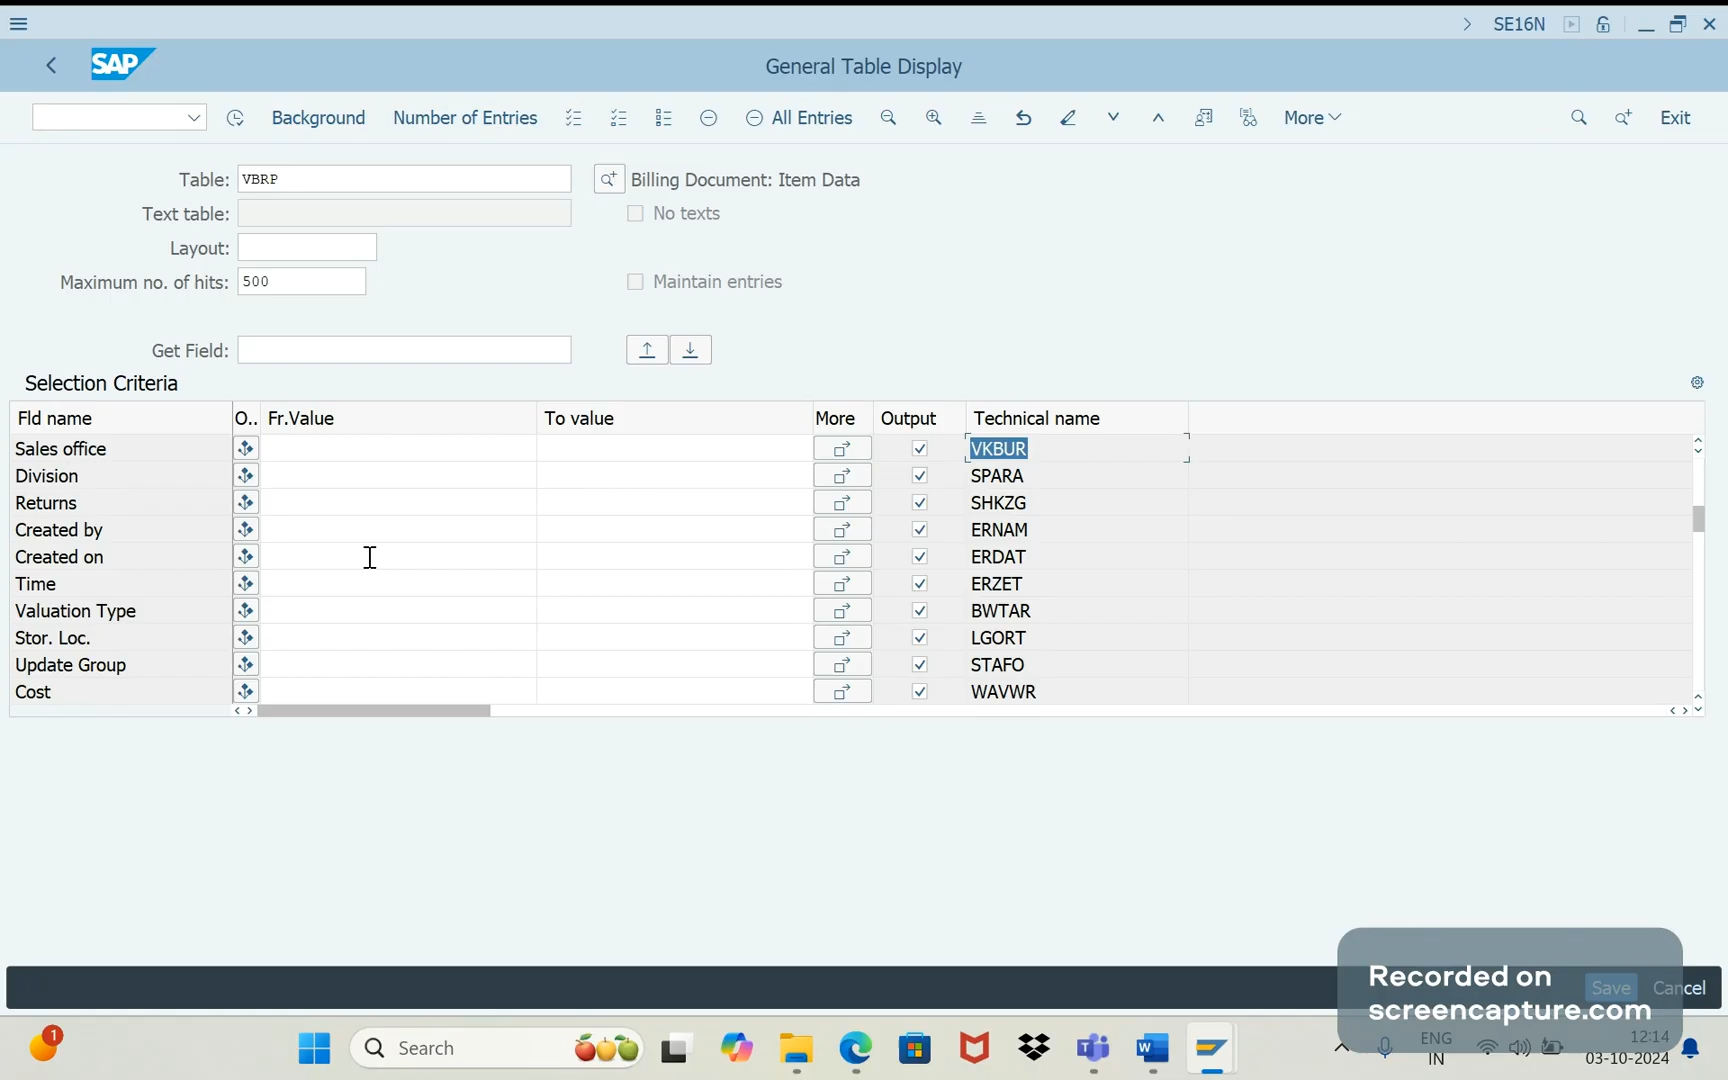 SE16N
SAP
General Table Display
Background Number of Entries All Entries More Exit
Table: VBRP Billing Document: Item Data
Text table: No texts
Layout:
Maximum no. of hits: 500 Maintain entries
Get Field:
Selection Criteria
Fld name O.. Fr.Value To value More Output Technical name
Sales office VKBUR
Division SPARA
Returns SHKZG
Created by ERNAM
Created on ERDAT
Time ERZET
Valuation Type BWTAR
Stor. Loc. LGORT
Update Group STAFO
Cost WAVWR
Recorded on
screencapture.com
Save Cancel
1
Search
W
ENG
IN
12:14
03-10-2024